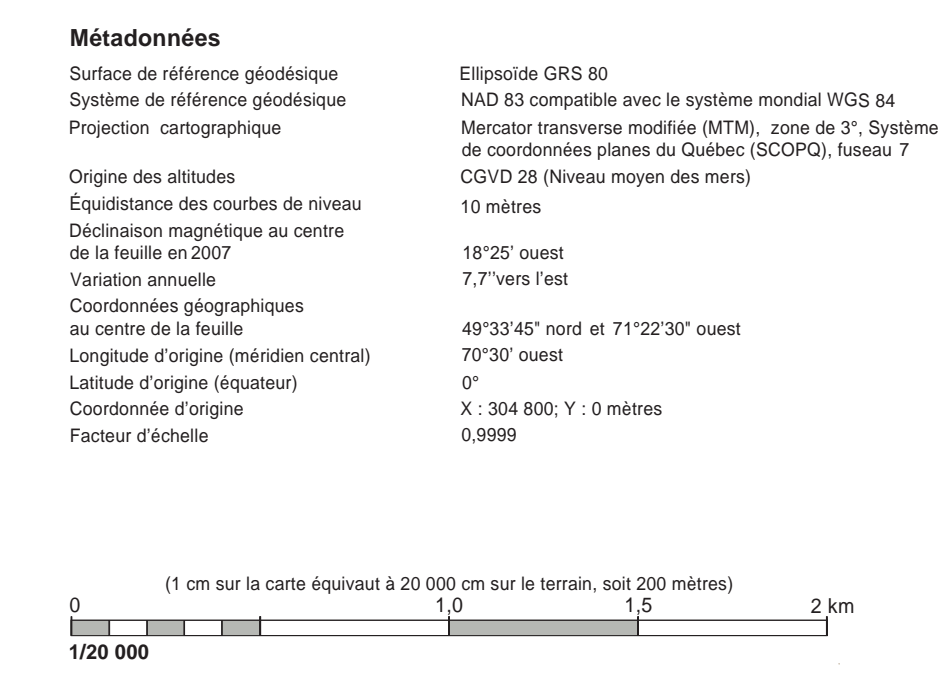 Métadonnées
Surface de référence géodésique Ellipsoïde GRS 80
Système de référence géodésique NAD 83 compatible avec le système mondial WGS 84
Projection cartographique Mercator transverse modifiée (MTM), zone de 3°, Système
de coordonnées planes du Québec (SCOPQ), fuseau 7
Origine des altitudes CGVD 28 (Niveau moyen des mers)
Équidistance des courbes de niveau 10 mètres
Déclinaison magnétique au centre
de la feuille en 2007 18°25’ ouest
Variation annuelle 7,7’’vers l’est
Coordonnées géographiques
au centre de la feuille 49°33’45" nord et 71°22’30" ouest
Longitude d’origine (méridien central) 70°30’ ouest
Latitude d’origine (équateur) 0°
Coordonnée d’origine X : 304 800; Y : 0 mètres
Facteur d’échelle 0,9999
(1 cm sur la carte équivaut à 20 000 cm sur le terrain, soit 200 mètres)
0 1,0 1,5 2 km
1/20 000